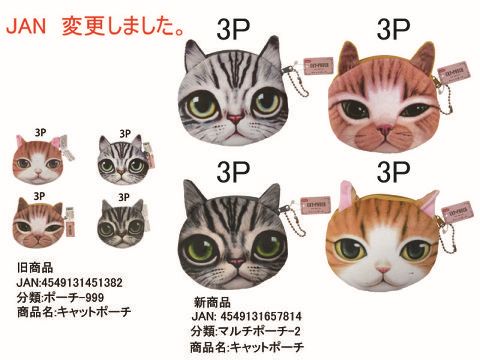 JAN 変更しました。
3P
3P
3P
3P
3P
3P
3P
3P
旧商品
JAN:4549131451382
分類:ポーチ-999
商品名:キャットポーチ
新商品
JAN: 4549131657814
分類:マルチポーチ-2
商品名:キャットポーチ